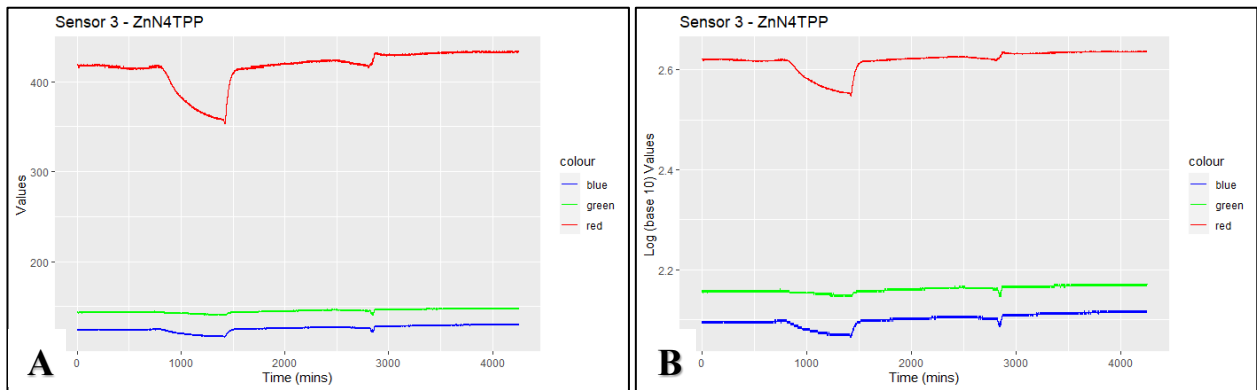 Sensor 3 - ZnN4TPP
400
300
200
Values
0
1000
2000
3000
4000
Time (mins)
colour
blue
green
red
A
Sensor 3 - ZnN4TPP
2.6
2.4
2.2
Log (base 10) Values
0
1000
2000
3000
4000
Time (mins)
colour
blue
green
red
B